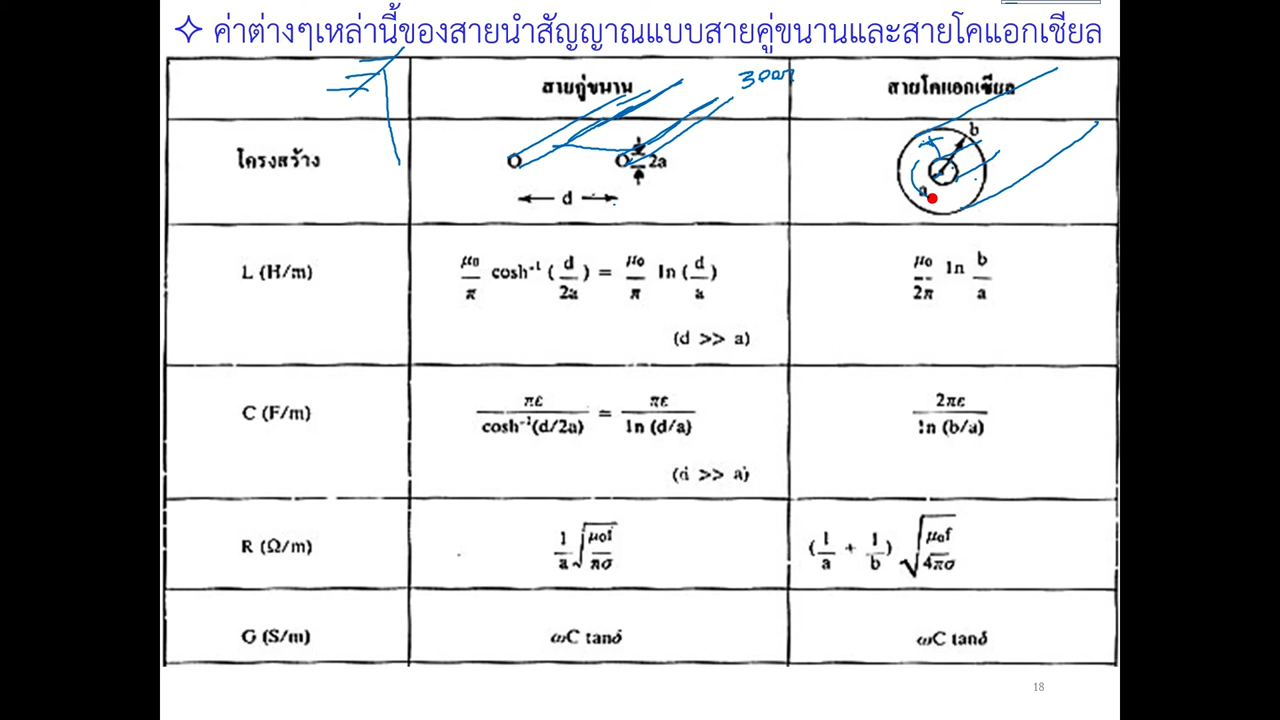 ✧ ค่าต่างๆเหล่านี้ของสายนำสัญญาณแบบสายคู่ขนานและสายโคแอกเชียล
สายคู่ขนาน สายโคแอกเซียล
300Ω
โครงสร้าง 2a b
d a
L (H/m) μ₀/π cosh⁻¹ (d/2a) = μ₀/π ln (d/a) μ₀/2π ln b/a
(d >> a)
C (F/m) πε/cosh⁻¹(d/2a) = πε/ln (d/a) 2πε/ln (b/a)
(d >> a)
R (Ω/m) 1/a √(μ₀f/πσ) (1/a + 1/b) √(μ₀f/4πσ)
G (S/m) ωC tanδ ωC tanδ
18